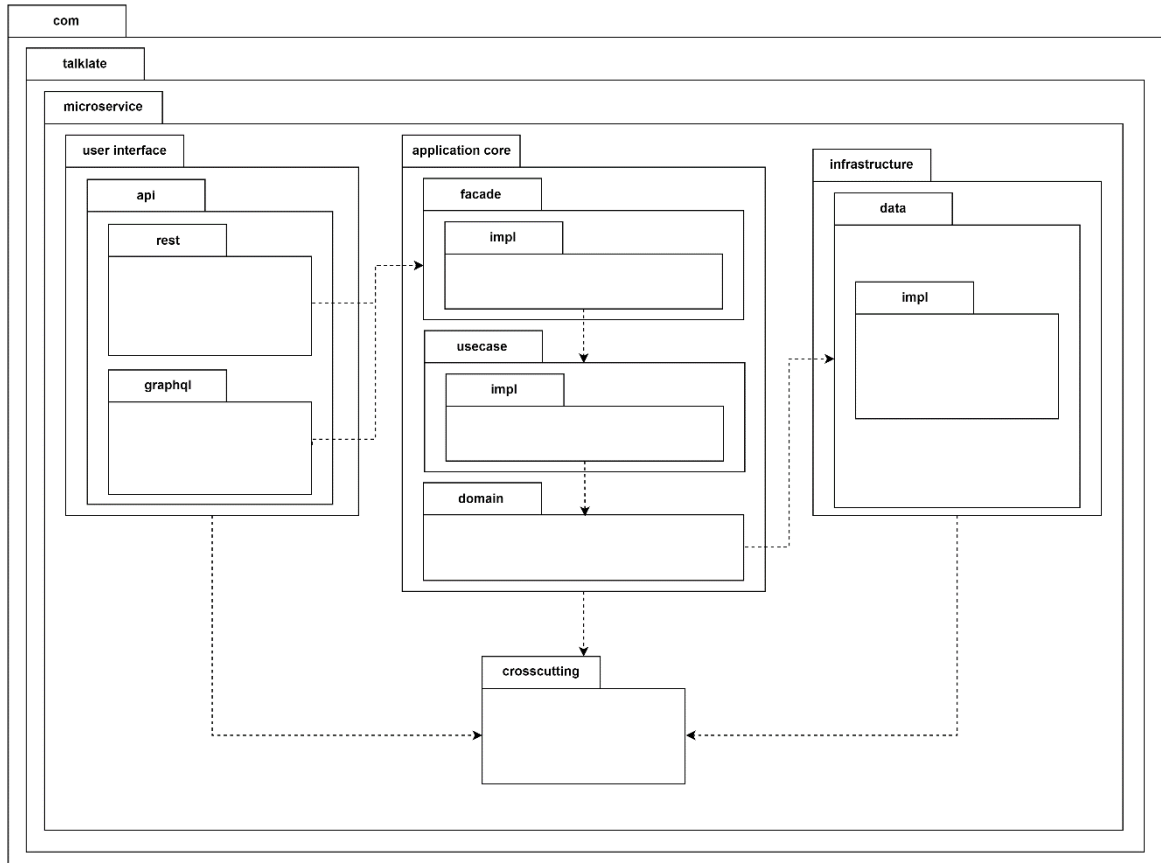 com
talklate
microservice
user interface
application core
infrastructure
api
facade
data
rest
impl
impl
usecase
graphql
impl
domain
crosscutting